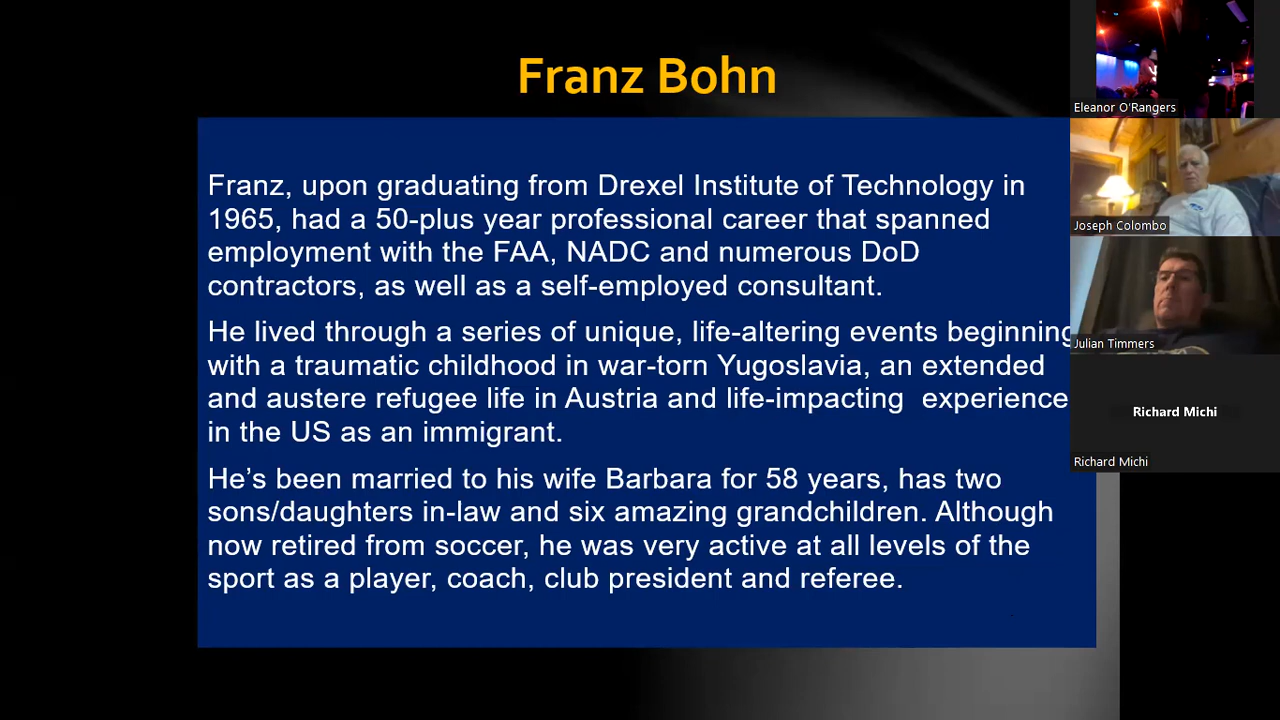 Franz Bohn
Franz, upon graduating from Drexel Institute of Technology in
1965, had a 50-plus year professional career that spanned
employment with the FAA, NADC and numerous DoD
contractors, as well as a self-employed consultant.
He lived through a series of unique, life-altering events beginning
with a traumatic childhood in war-torn Yugoslavia, an extended
and austere refugee life in Austria and life-impacting experience
in the US as an immigrant.
He's been married to his wife Barbara for 58 years, has two
sons/daughters in-law and six amazing grandchildren. Although
now retired from soccer, he was very active at all levels of the
sport as a player, coach, club president and referee.
Eleanor O'Rangers
Joseph Colombo
Julian Timmers
Richard Michi
Richard Michi